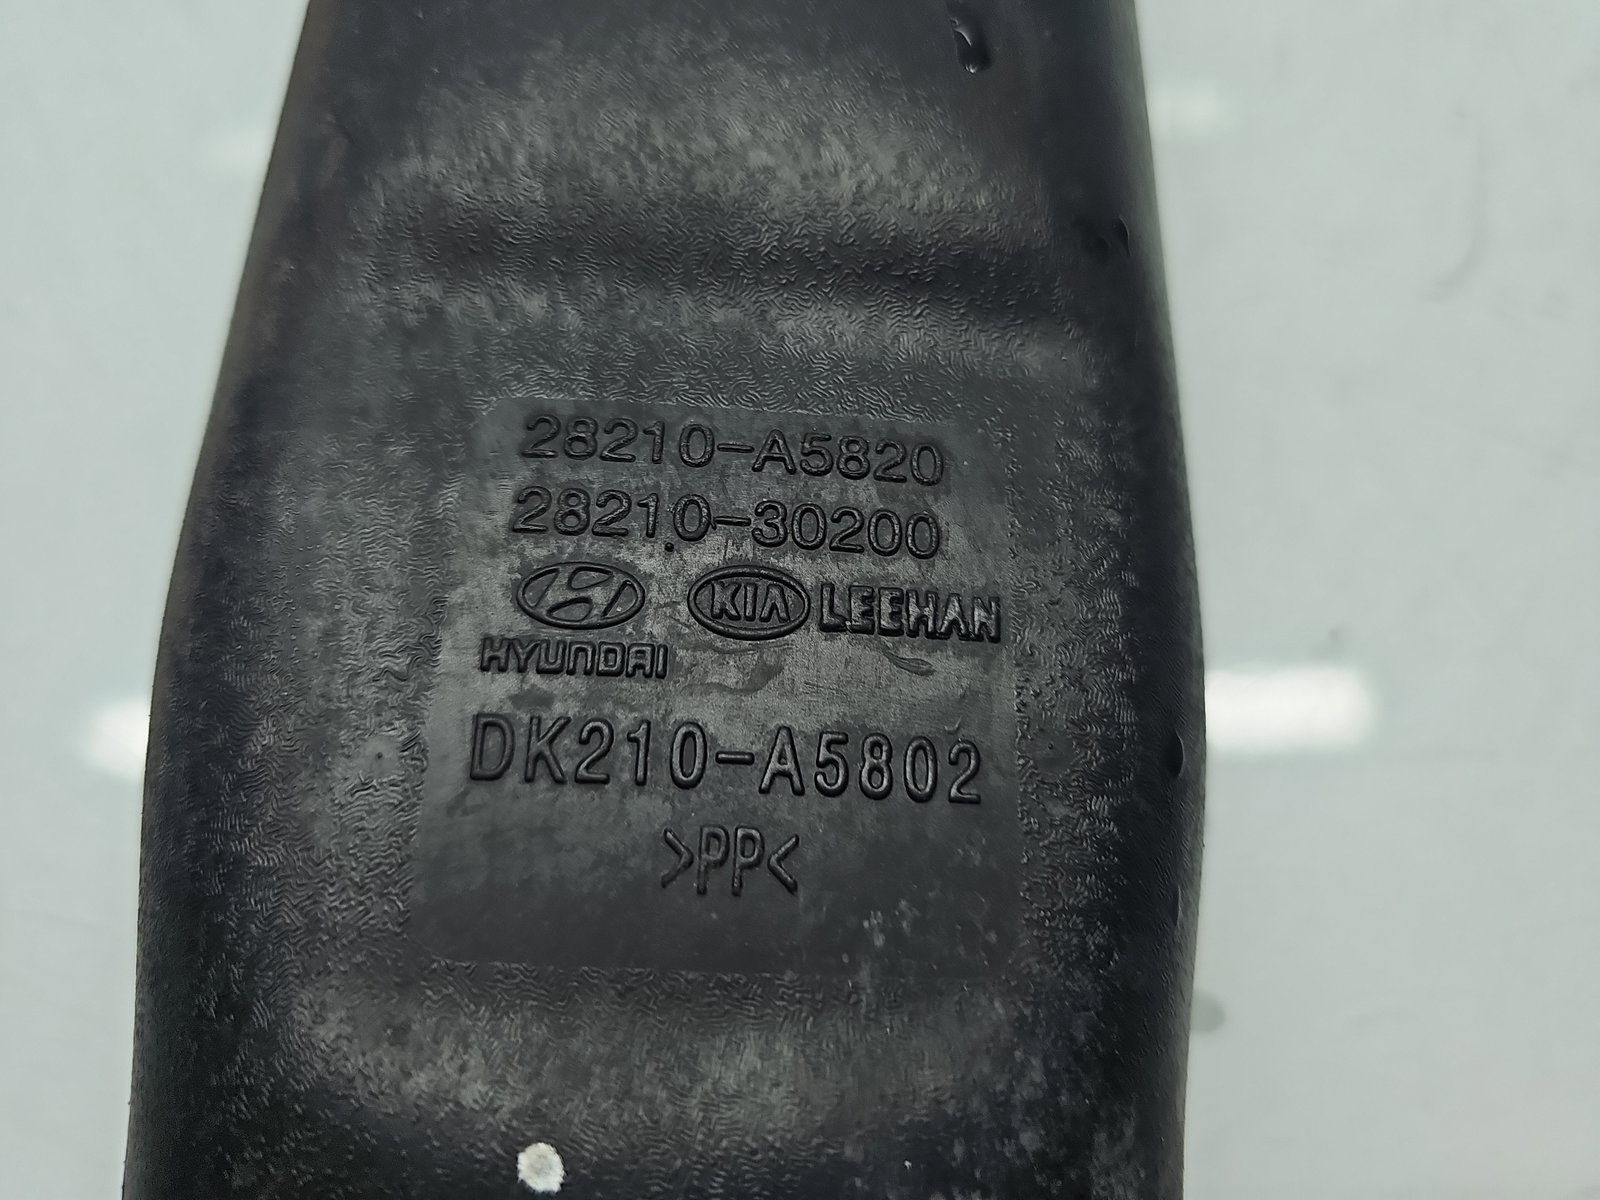 28210-A5820
28210-30200
KIA LEEHAN
HYUNDAI
DK210-A5802
>PP<